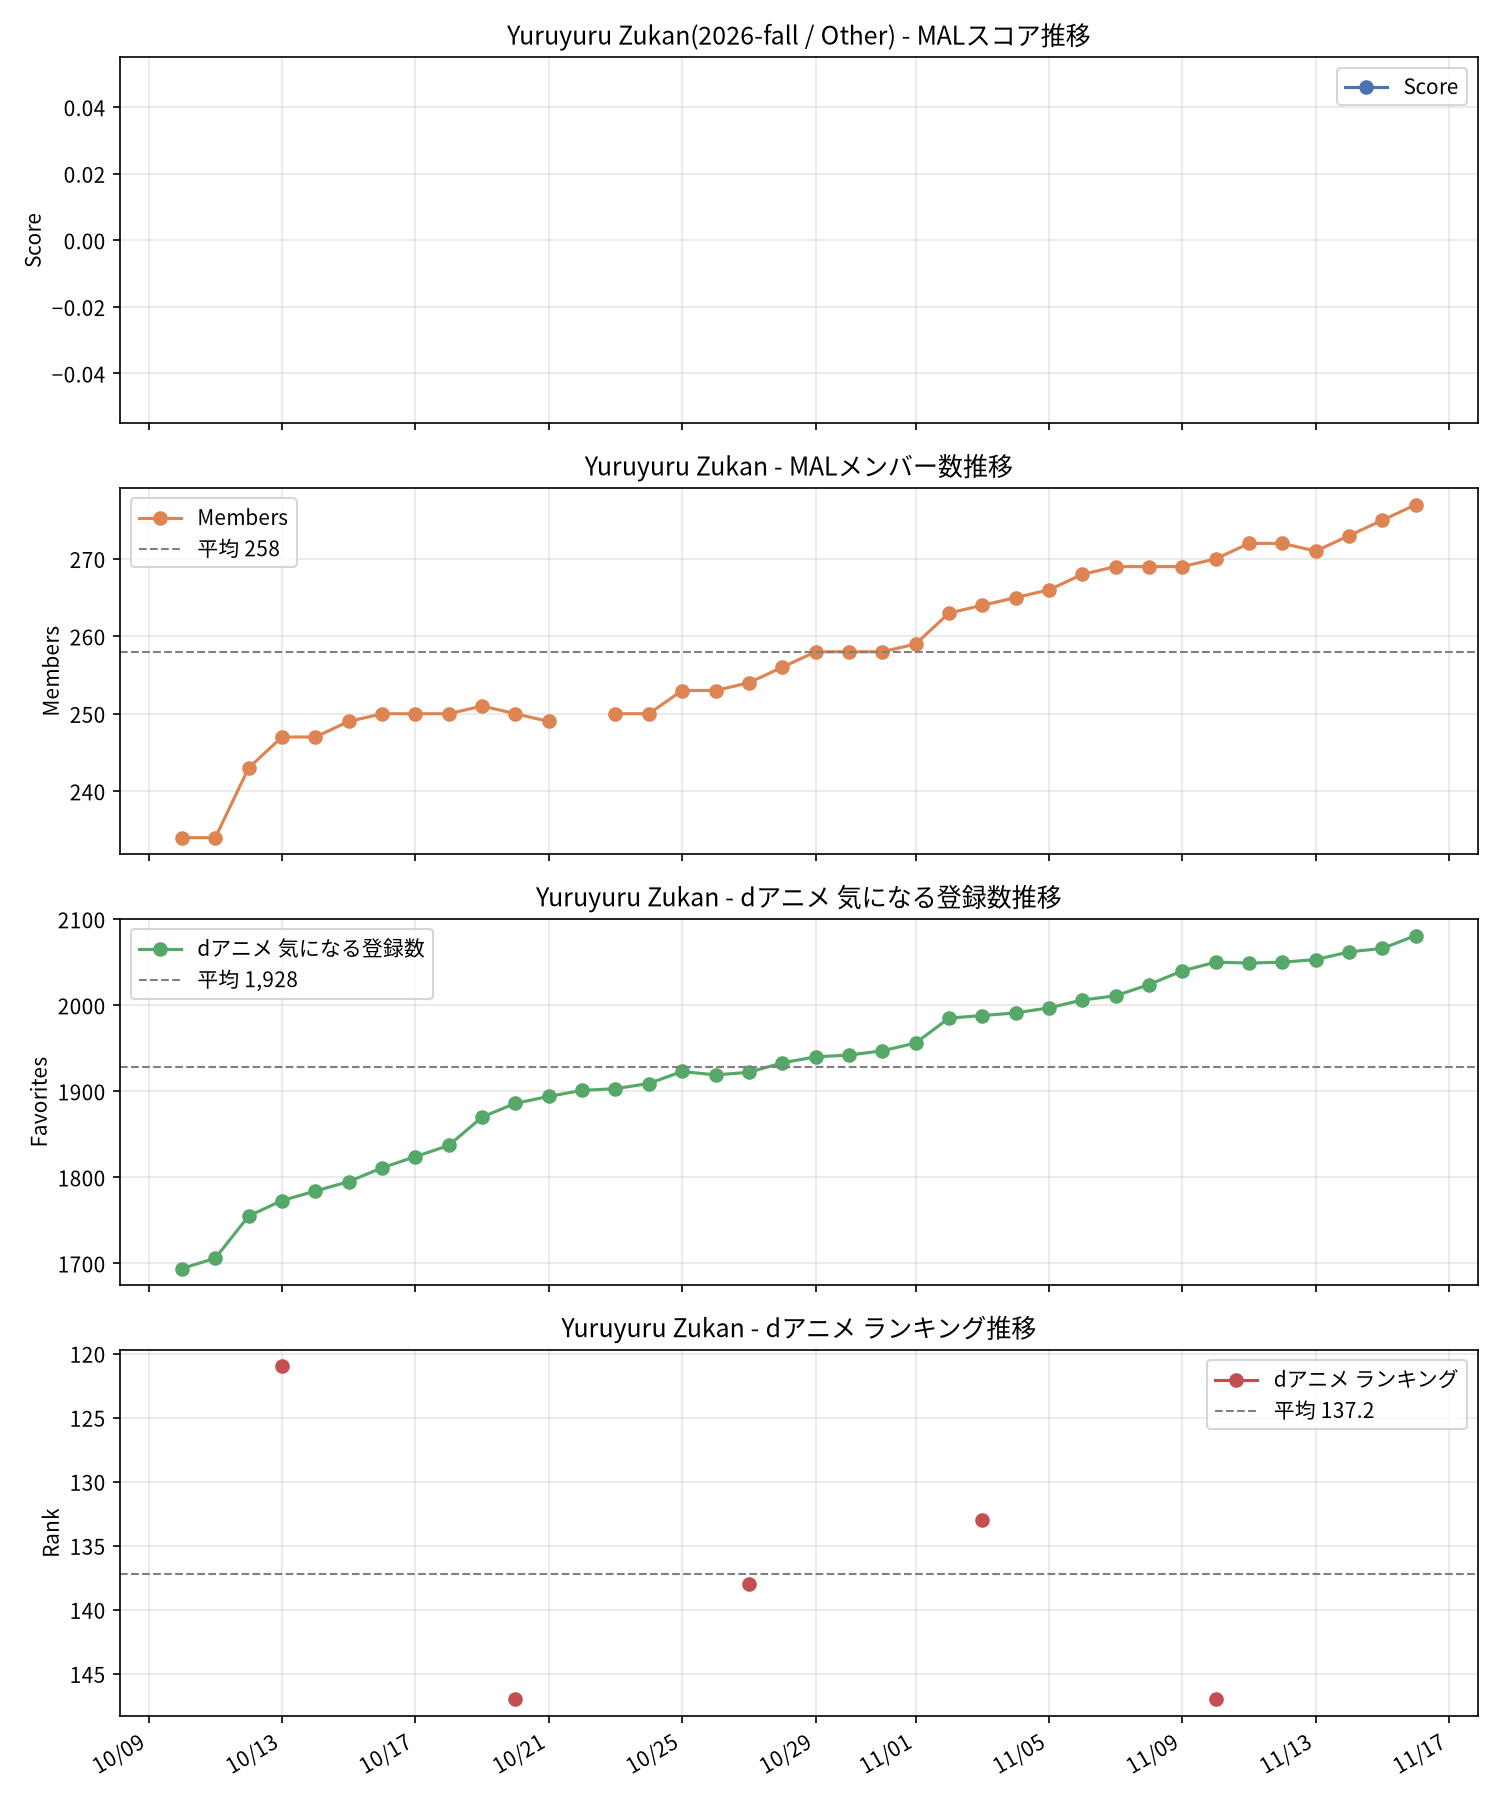 Yuruyuru Zukan(2026-fall / Other) - MALスコア推移
Score
0.04
0.02
0.00
−0.02
−0.04
Score
Yuruyuru Zukan - MALメンバー数推移
Members
平均 258
270
260
250
240
Members
Yuruyuru Zukan - dアニメ 気になる登録数推移
dアニメ 気になる登録数
平均 1,928
2100
2000
1900
1800
1700
Favorites
Yuruyuru Zukan - dアニメ ランキング推移
dアニメ ランキング
平均 137.2
120
125
130
135
140
145
Rank
10/09 10/13 10/17 10/21 10/25 10/29 11/01 11/05 11/09 11/13 11/17